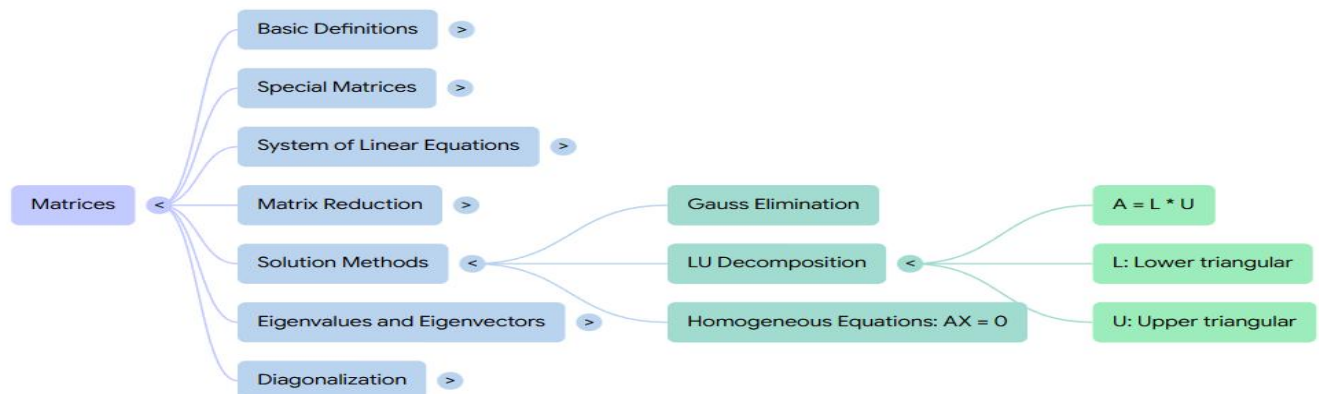 Basic Definitions >
Special Matrices >
System of Linear Equations >
Matrices <
Matrix Reduction >
Gauss Elimination
A = L * U
Solution Methods <
LU Decomposition <
L: Lower triangular
Eigenvalues and Eigenvectors >
Homogeneous Equations: AX = 0
U: Upper triangular
Diagonalization >